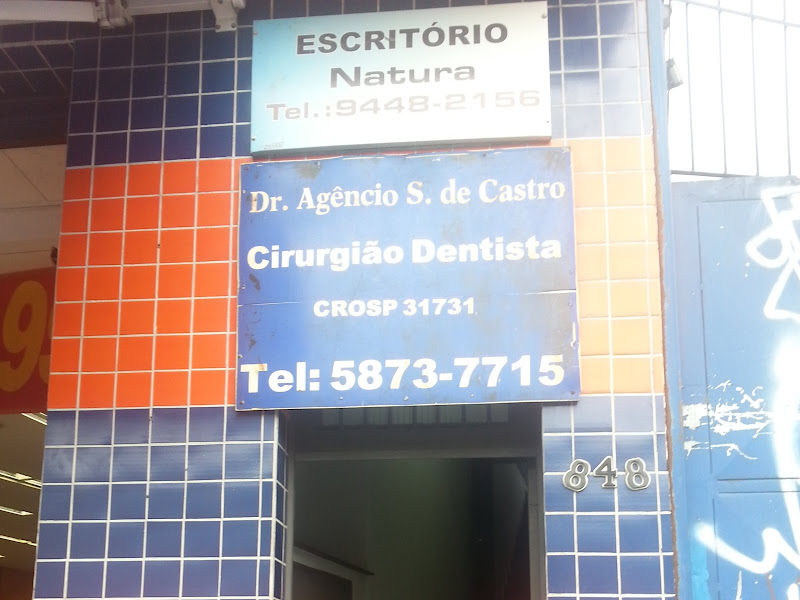 ESCRITÓRIO
Natura
Tel.:9448-2156
Dr. Agêncio S. de Castro
Cirurgião Dentista
CROSP 31731
Tel: 5873-7715
848